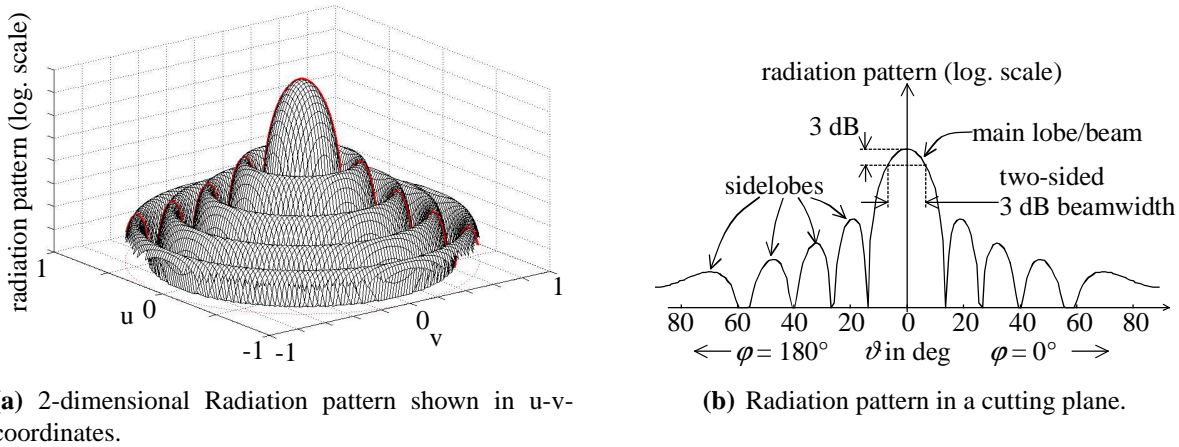 radiation pattern (log. scale)
1
u
0
-1
-1
0
v
1
radiation pattern (log. scale)
3 dB
main lobe/beam
sidelobes
two-sided
3 dB beamwidth
80 60 40 20 0 20 40 60 80
φ = 180° ϑ in deg φ = 0°
a) 2-dimensional Radiation pattern shown in u-v-
coordinates.
(b) Radiation pattern in a cutting plane.